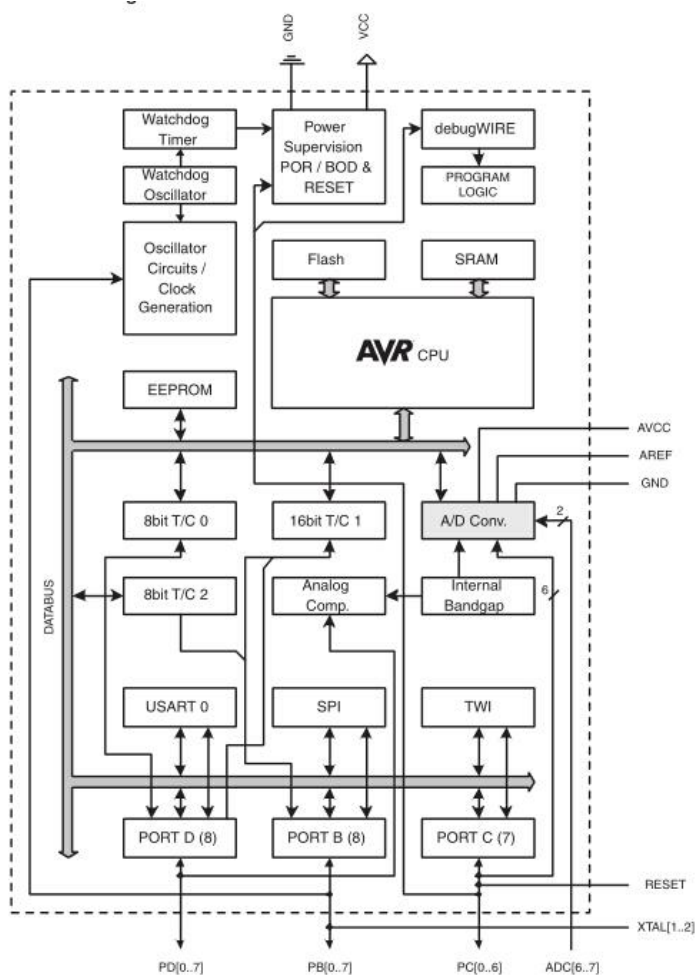 GND
VCC
Watchdog
Timer
Power
Supervision
POR / BOD &
RESET
debugWIRE
Watchdog
Oscillator
PROGRAM
LOGIC
Oscillator
Circuits /
Clock
Generation
Flash
SRAM
AVR CPU
EEPROM
AVCC
AREF
GND
8bit T/C 0
16bit T/C 1
A/D Conv.
2
DATABUS
8bit T/C 2
Analog
Comp.
Internal
Bandgap
6
USART 0
SPI
TWI
PORT D (8)
PORT B (8)
PORT C (7)
RESET
XTAL[1..2]
PD[0..7]
PB[0..7]
PC[0..6]
ADC[6..7]